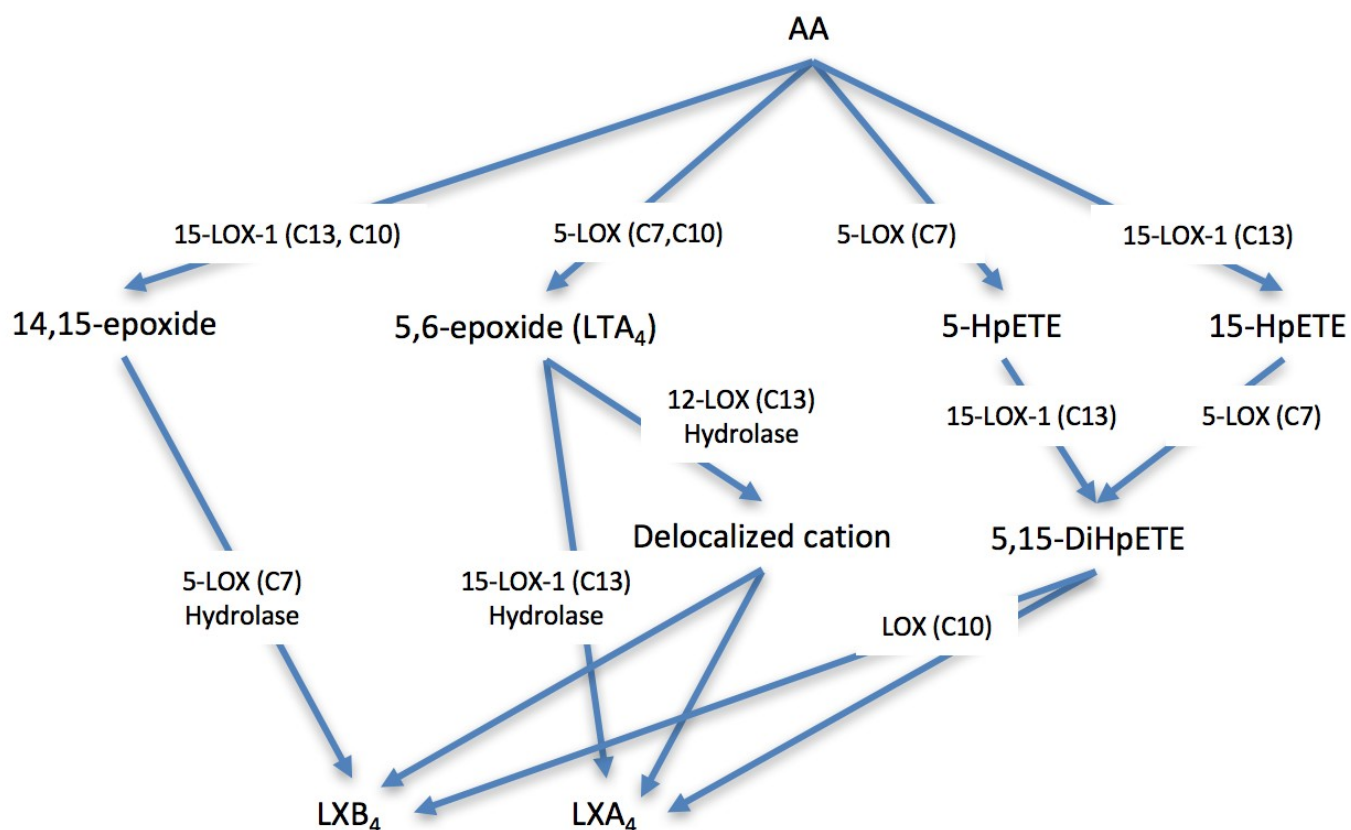 AA
15-LOX-1 (C13, C10)
5-LOX (C7,C10)
5-LOX (C7)
15-LOX-1 (C13)
14,15-epoxide
5,6-epoxide (LTA₄)
5-HpETE
15-HpETE
12-LOX (C13)
Hydrolase
15-LOX-1 (C13)
5-LOX (C7)
Delocalized cation
5,15-DiHpETE
5-LOX (C7)
Hydrolase
15-LOX-1 (C13)
Hydrolase
LOX (C10)
LXB₄
LXA₄